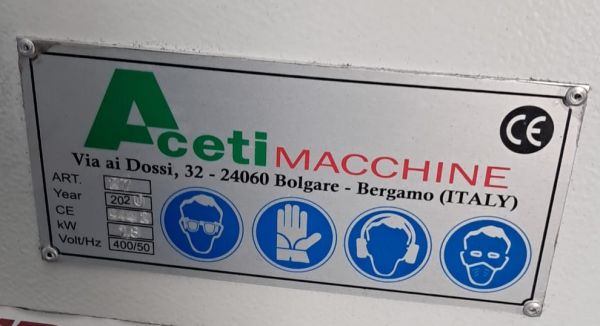 Aceti MACCHINE
CE
Via ai Dossi, 32 - 24060 Bolgare - Bergamo (ITALY)
ART.
Year 2020
CE
kW
Volt/Hz 400/50